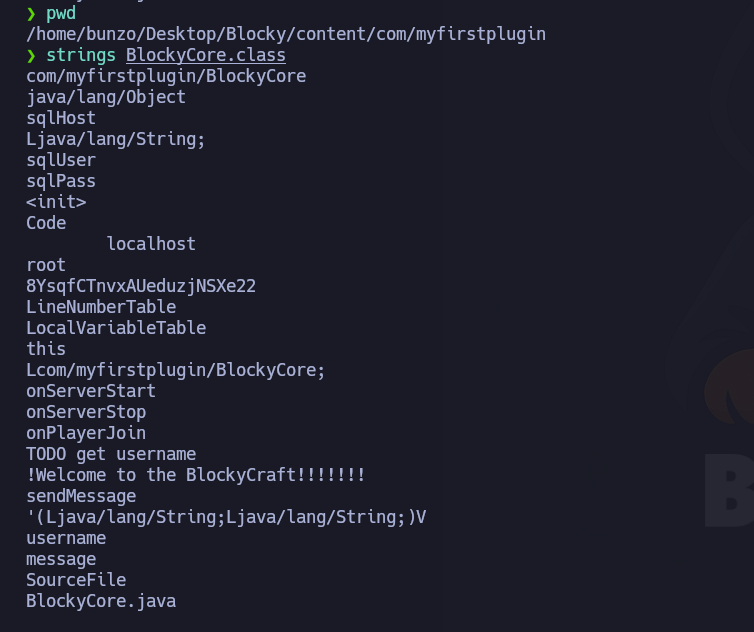 ❯ pwd
/home/bunzo/Desktop/Blocky/content/com/myfirstplugin
❯ strings BlockyCore.class
com/myfirstplugin/BlockyCore
java/lang/Object
sqlHost
Ljava/lang/String;
sqlUser
sqlPass
<init>
Code
        localhost
root
8YsqfCTnvxAUeduzjNSXe22
LineNumberTable
LocalVariableTable
this
Lcom/myfirstplugin/BlockyCore;
onServerStart
onServerStop
onPlayerJoin
TODO get username
!Welcome to the BlockyCraft!!!!!!!
sendMessage
'(Ljava/lang/String;Ljava/lang/String;)V
username
message
SourceFile
BlockyCore.java
B